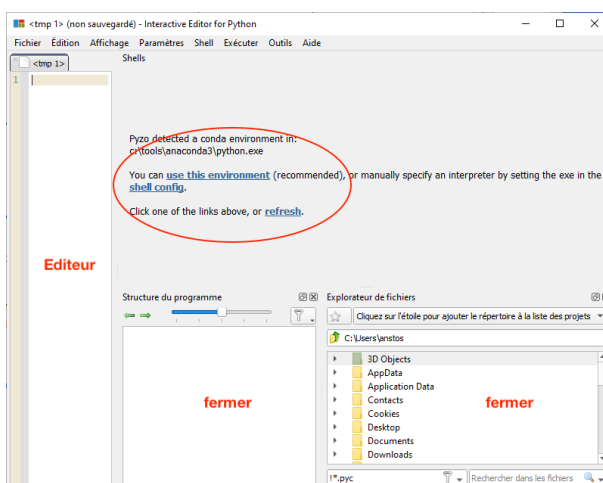 <tmp 1> (non sauvegardé) - Interactive Editor for Python
Fichier Édition Affichage Paramètres Shell Exécuter Outils Aide
<tmp 1>
Shells
1
Pyzo detected a conda environment in:
c:\tools\anaconda3\python.exe
You can use this environment (recommended), or manually specify an interpreter by setting the exe in the
shell config.
Click one of the links above, or refresh.
Editeur
Structure du programme
Explorateur de fichiers
Cliquez sur l'étoile pour ajouter le répertoire à la liste des projets
C:\Users\anstos
3D Objects
AppData
Application Data
Contacts
Cookies
Desktop
Documents
Downloads
fermer
fermer
!*.pyc
Rechercher dans les fichiers